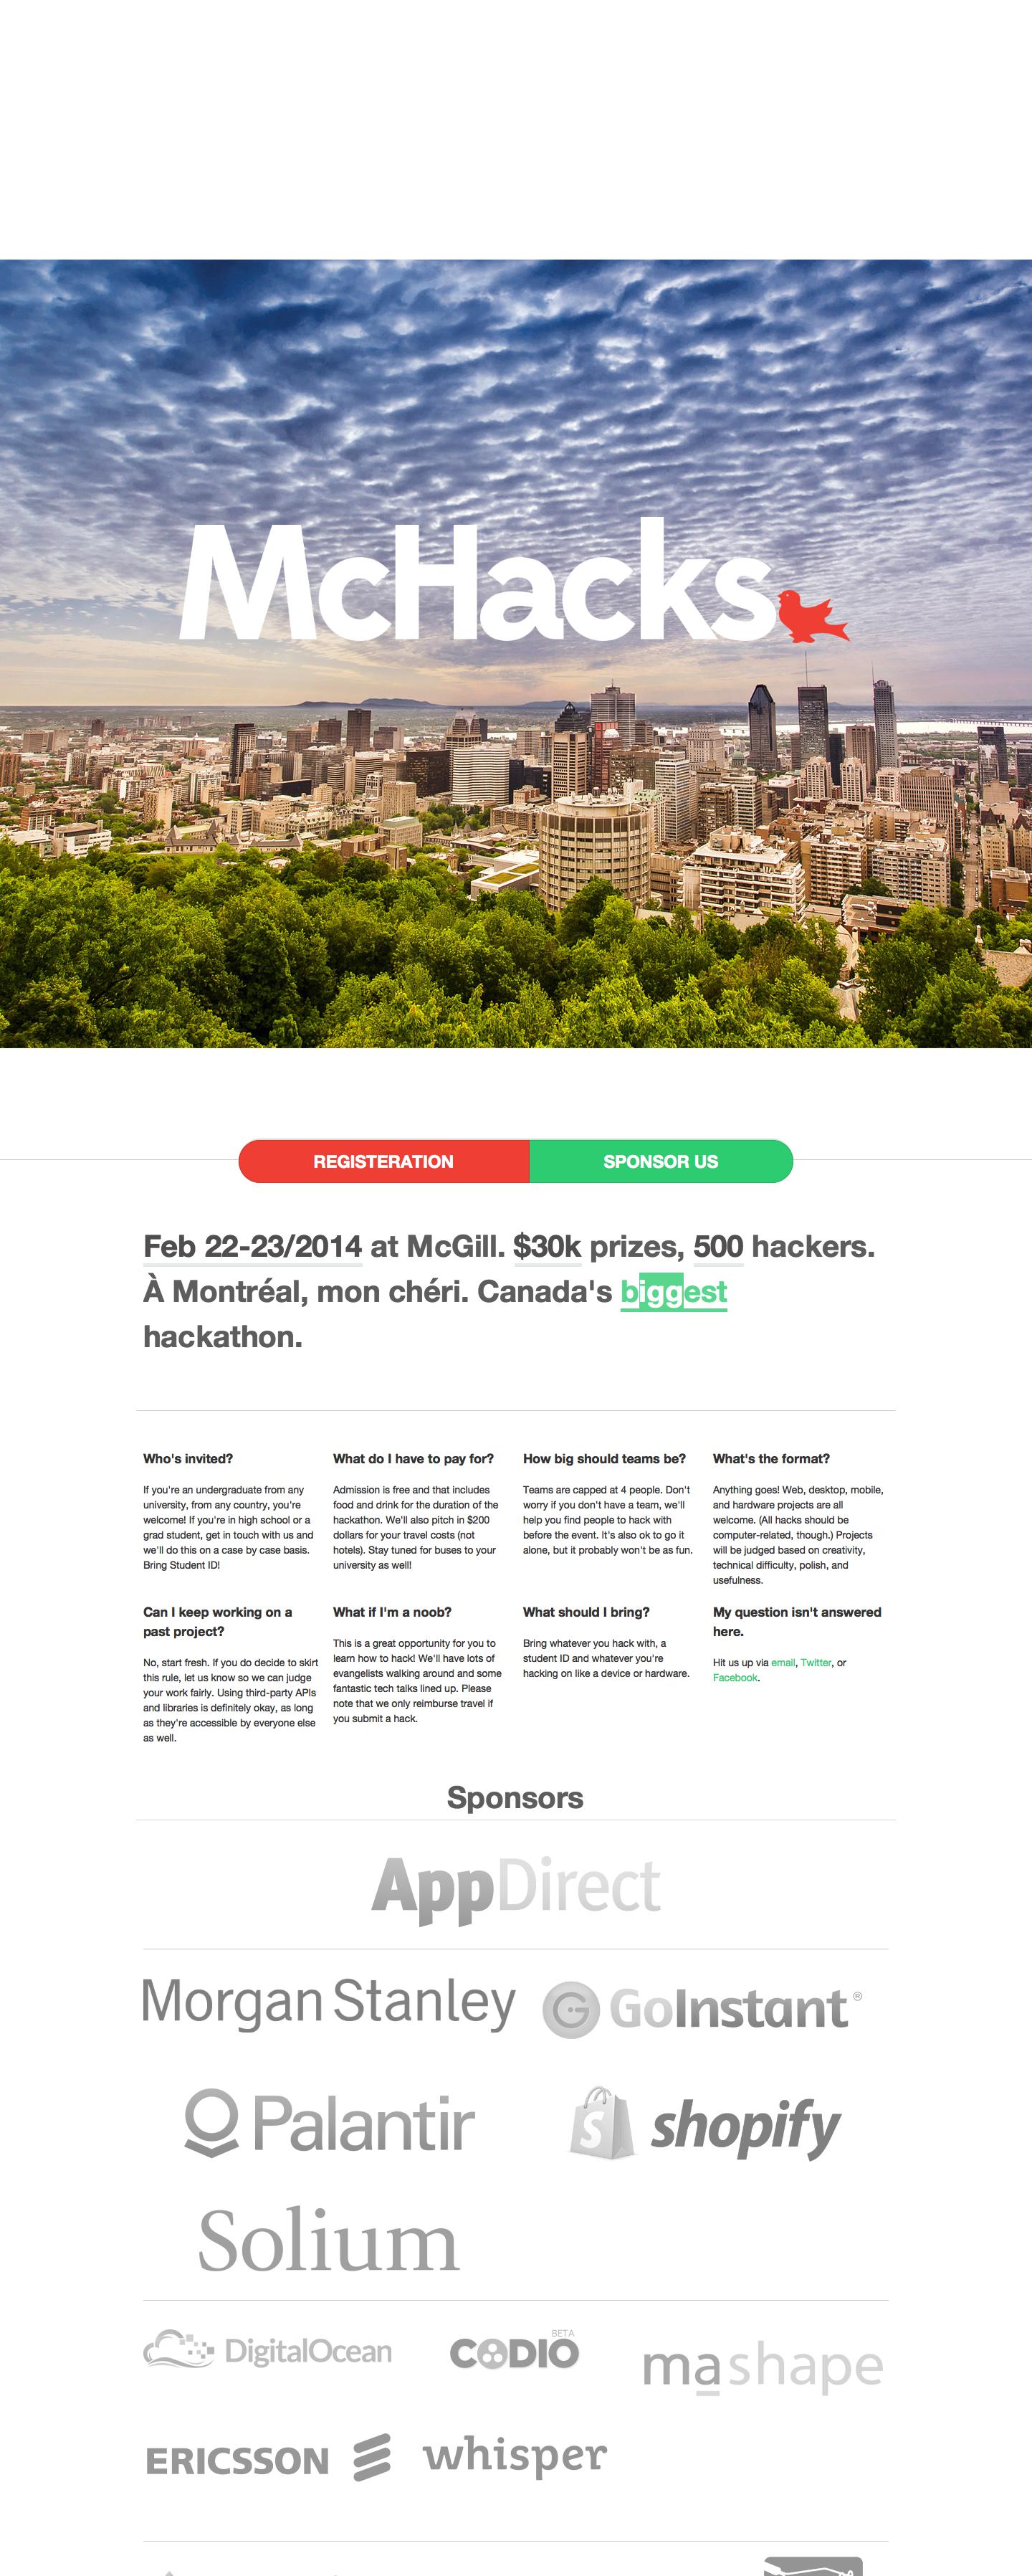 McHacks
REGISTERATION
SPONSOR US
Feb 22-23/2014 at McGill. $30k prizes, 500 hackers.
À Montréal, mon chéri. Canada's biggest
hackathon.
Who's invited?
If you're an undergraduate from any
university, from any country, you're
welcome! If you're in high school or a
grad student, get in touch with us and
we'll do this on a case by case basis.
Bring Student ID!
What do I have to pay for?
Admission is free and that includes
food and drink for the duration of the
hackathon. We'll also pitch in $200
dollars for your travel costs (not
hotels). Stay tuned for buses to your
university as well!
How big should teams be?
Teams are capped at 4 people. Don't
worry if you don't have a team, we'll
help you find people to hack with
before the event. It's also ok to go it
alone, but it probably won't be as fun.
What's the format?
Anything goes! Web, desktop, mobile,
and hardware projects are all
welcome. (All hacks should be
computer-related, though.) Projects
will be judged based on creativity,
technical difficulty, polish, and
usefulness.
Can I keep working on a
past project?
No, start fresh. If you do decide to skirt
this rule, let us know so we can judge
your work fairly. Using third-party APIs
and libraries is definitely okay, as long
as they're accessible by everyone else
as well.
What if I'm a noob?
This is a great opportunity for you to
learn how to hack! We'll have lots of
evangelists walking around and some
fantastic tech talks lined up. Please
note that we only reimburse travel if
you submit a hack.
What should I bring?
Bring whatever you hack with, a
student ID and whatever you're
hacking on like a device or hardware.
My question isn't answered
here.
Hit us up via email, Twitter, or
Facebook.
Sponsors
AppDirect
Morgan Stanley
G GoInstant ®
Palantir
S shopify
Solium
DigitalOcean
CODIO BETA
mashape
ERICSSON
whisper